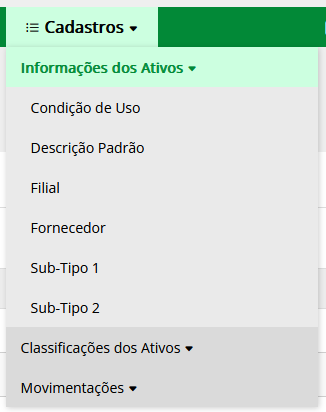 Cadastros
Informações dos Ativos
Condição de Uso
Descrição Padrão
Filial
Fornecedor
Sub-Tipo 1
Sub-Tipo 2
Classificações dos Ativos
Movimentações